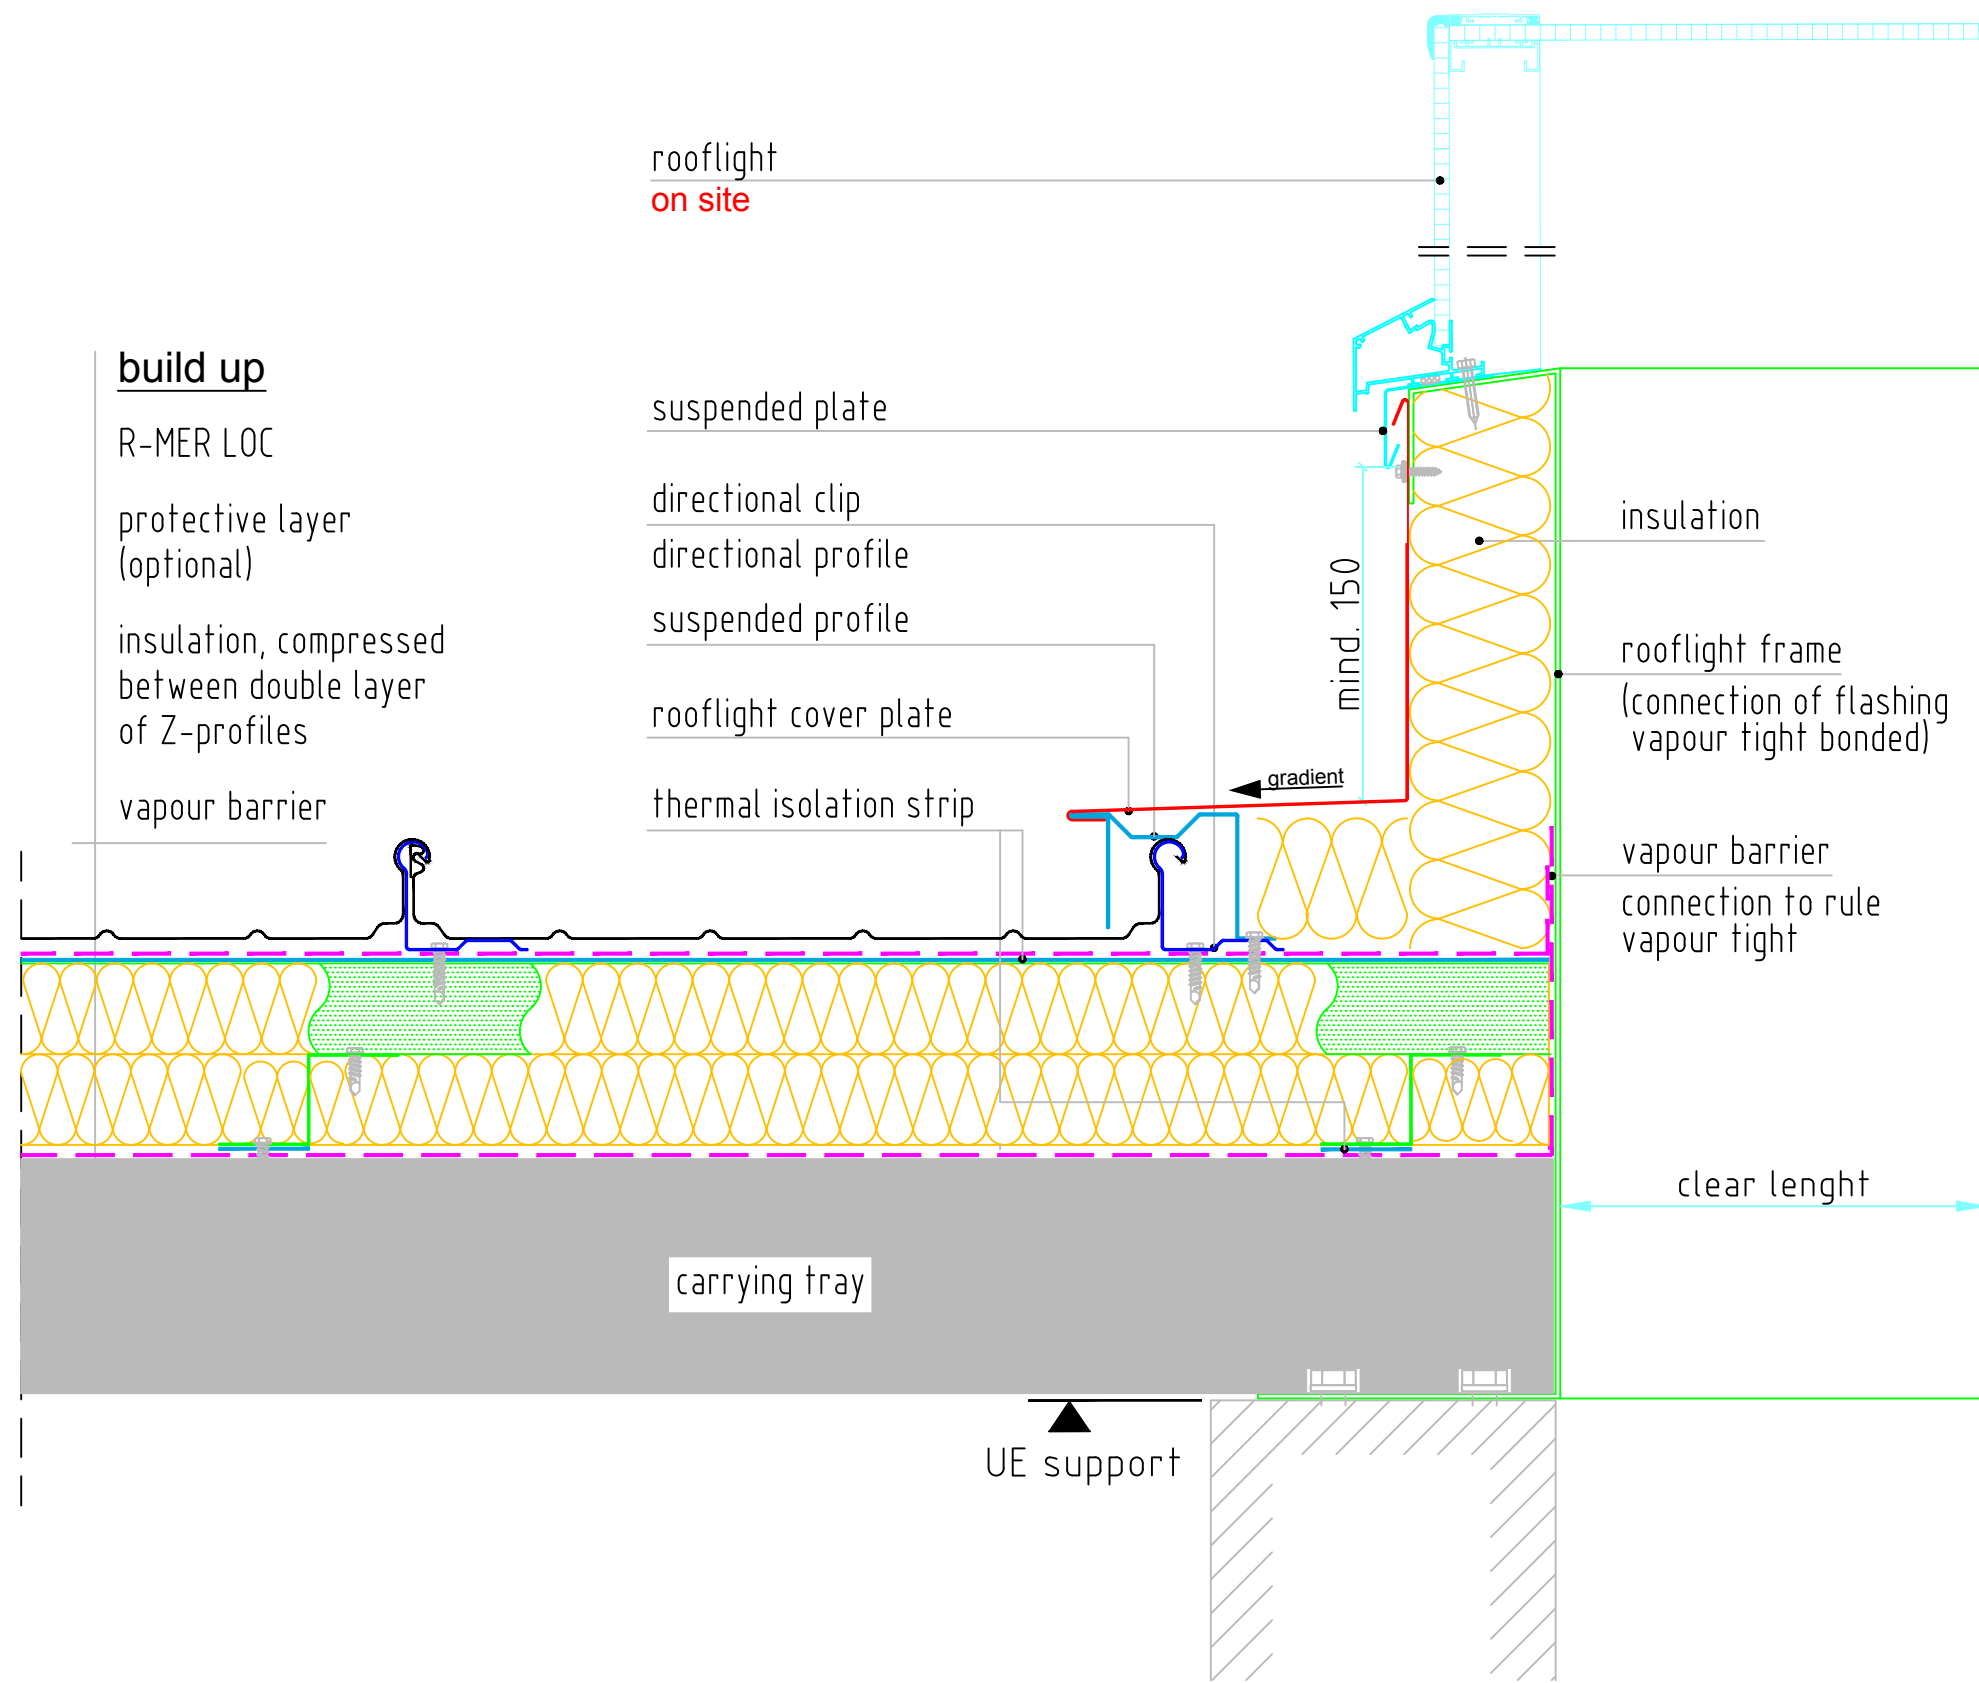 rooflight
on site
build up
R-MER LOC
protective layer
(optional)
insulation, compressed
between double layer
of Z-profiles
vapour barrier
suspended plate
directional clip
directional profile
suspended profile
rooflight cover plate
thermal isolation strip
mind. 150
gradient
insulation
rooflight frame
(connection of flashing
vapour tight bonded)
vapour barrier
connection to rule
vapour tight
clear lenght
carrying tray
UE support